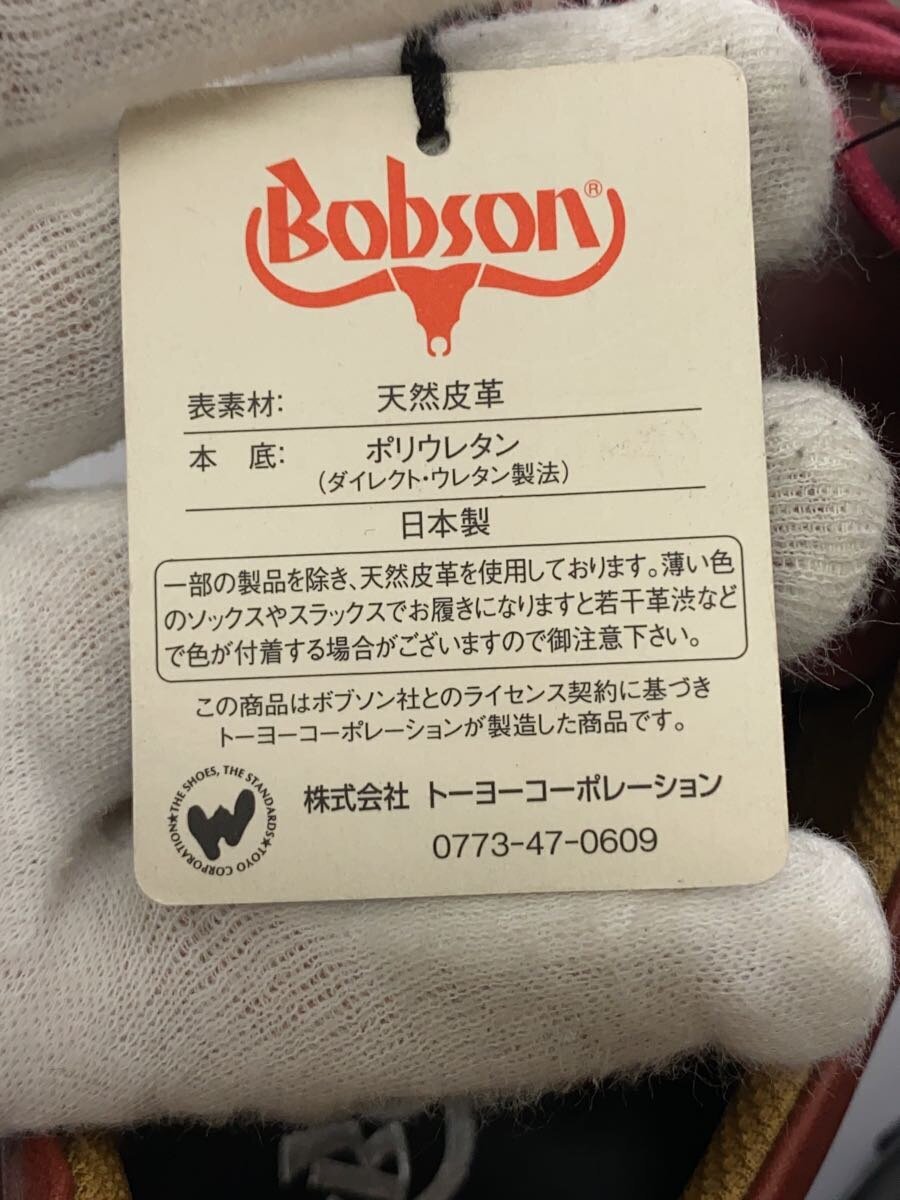 Bobson®
表素材: 天然皮革
本 底: ポリウレタン
(ダイレクト・ウレタン製法)
日本製
一部の製品を除き、天然皮革を使用しております。薄い色
のソックスやスラックスでお履きになりますと若干革渋など
で色が付着する場合がございますので御注意下さい。
この商品はボブソン社とのライセンス契約に基づき
トーヨーコーポレーションが製造した商品です。
★THE SHOES, THE STANDARDS★TOYO CORPORATION
株式会社 トーヨーコーポレーション
0773-47-0609